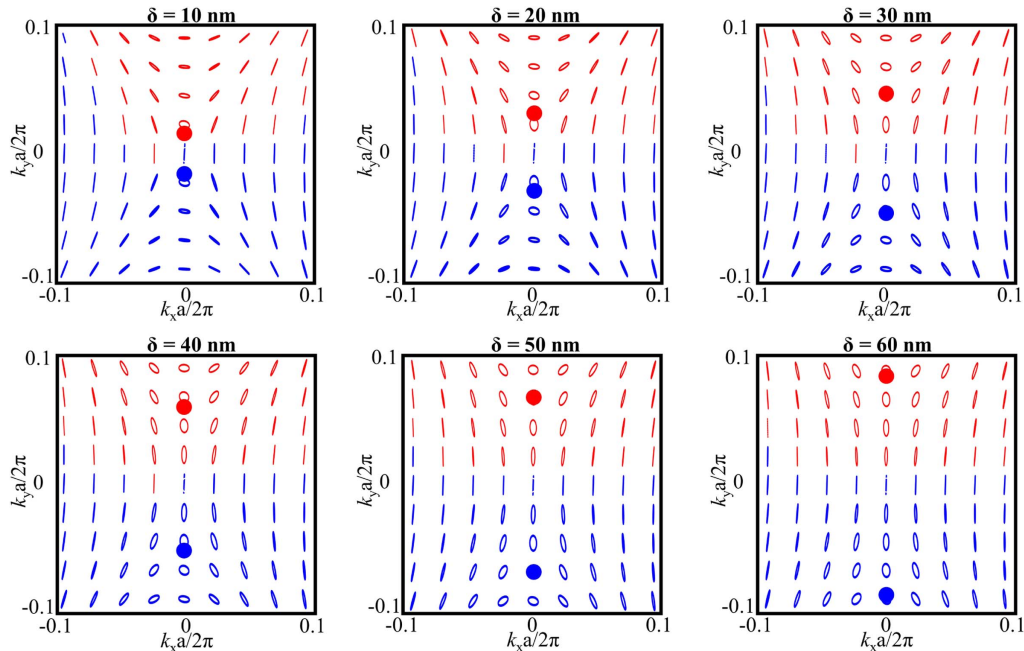 δ = 10 nm
δ = 20 nm
δ = 30 nm
0.1
0.1
0.1
kya/2π
kya/2π
kya/2π
0
0
0
-0.1
-0.1
-0.1
-0.1
0
0.1
-0.1
0
0.1
-0.1
0
0.1
kxa/2π
kxa/2π
kxa/2π
δ = 40 nm
δ = 50 nm
δ = 60 nm
0.1
0.1
0.1
kya/2π
kya/2π
kya/2π
0
0
0
-0.1
-0.1
-0.1
-0.1
0
0.1
-0.1
0
0.1
-0.1
0
0.1
kxa/2π
kxa/2π
kxa/2π